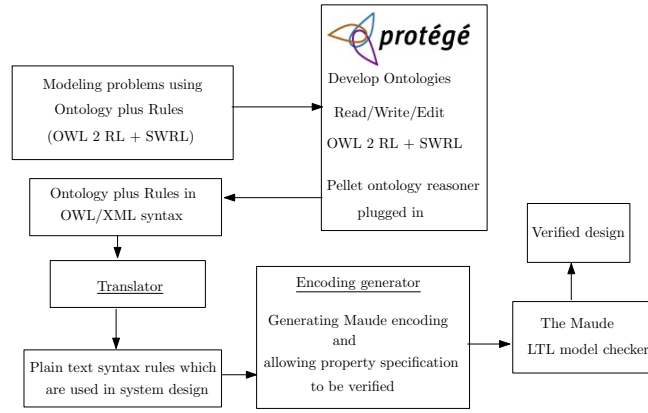 protégé
Modeling problems using
Ontology plus Rules
(OWL 2 RL + SWRL)
Develop Ontologies
Read/Write/Edit
OWL 2 RL + SWRL
Pellet ontology reasoner
plugged in
Ontology plus Rules in
OWL/XML syntax
Translator
Plain text syntax rules which
are used in system design
Encoding generator
Generating Maude encoding
and
allowing property specification
to be verified
The Maude
LTL model checker
Verified design